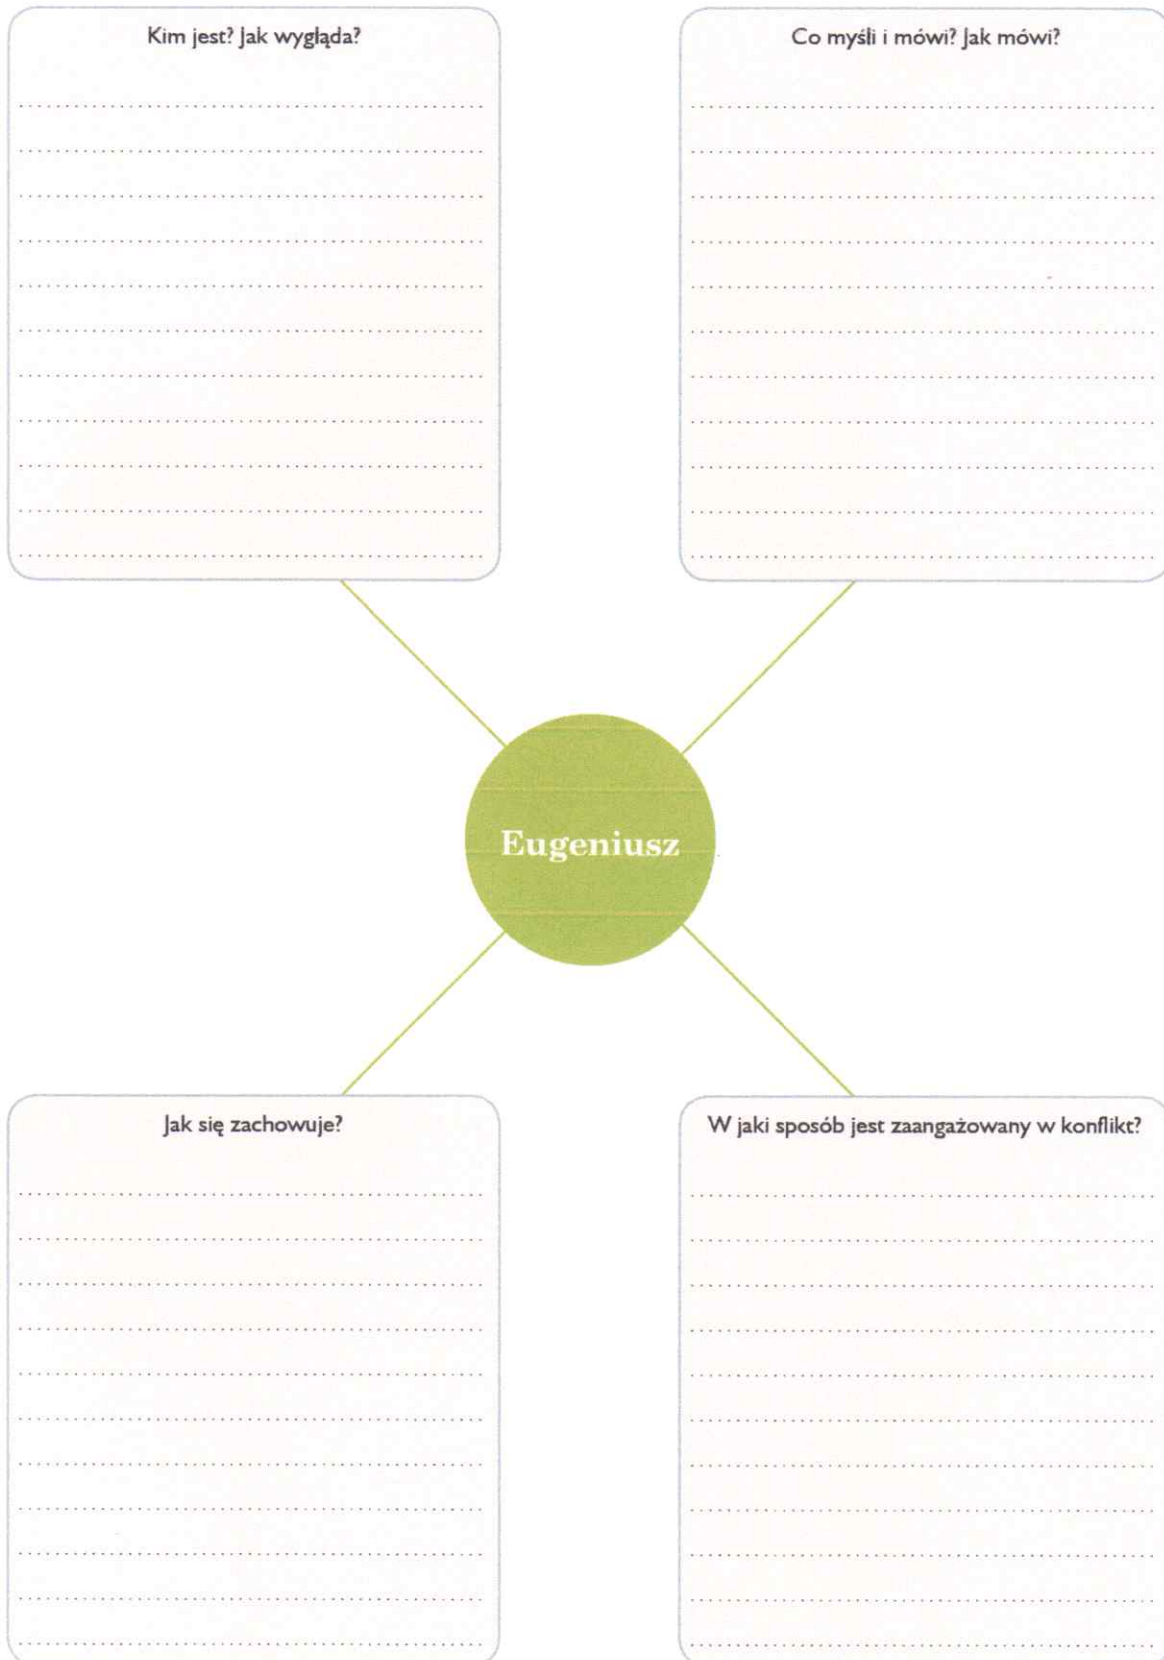 Kim jest? Jak wygląda?
Co myśli i mówi? Jak mówi?
Eugeniusz
Jak się zachowuje?
W jaki sposób jest zaangażowany w konflikt?